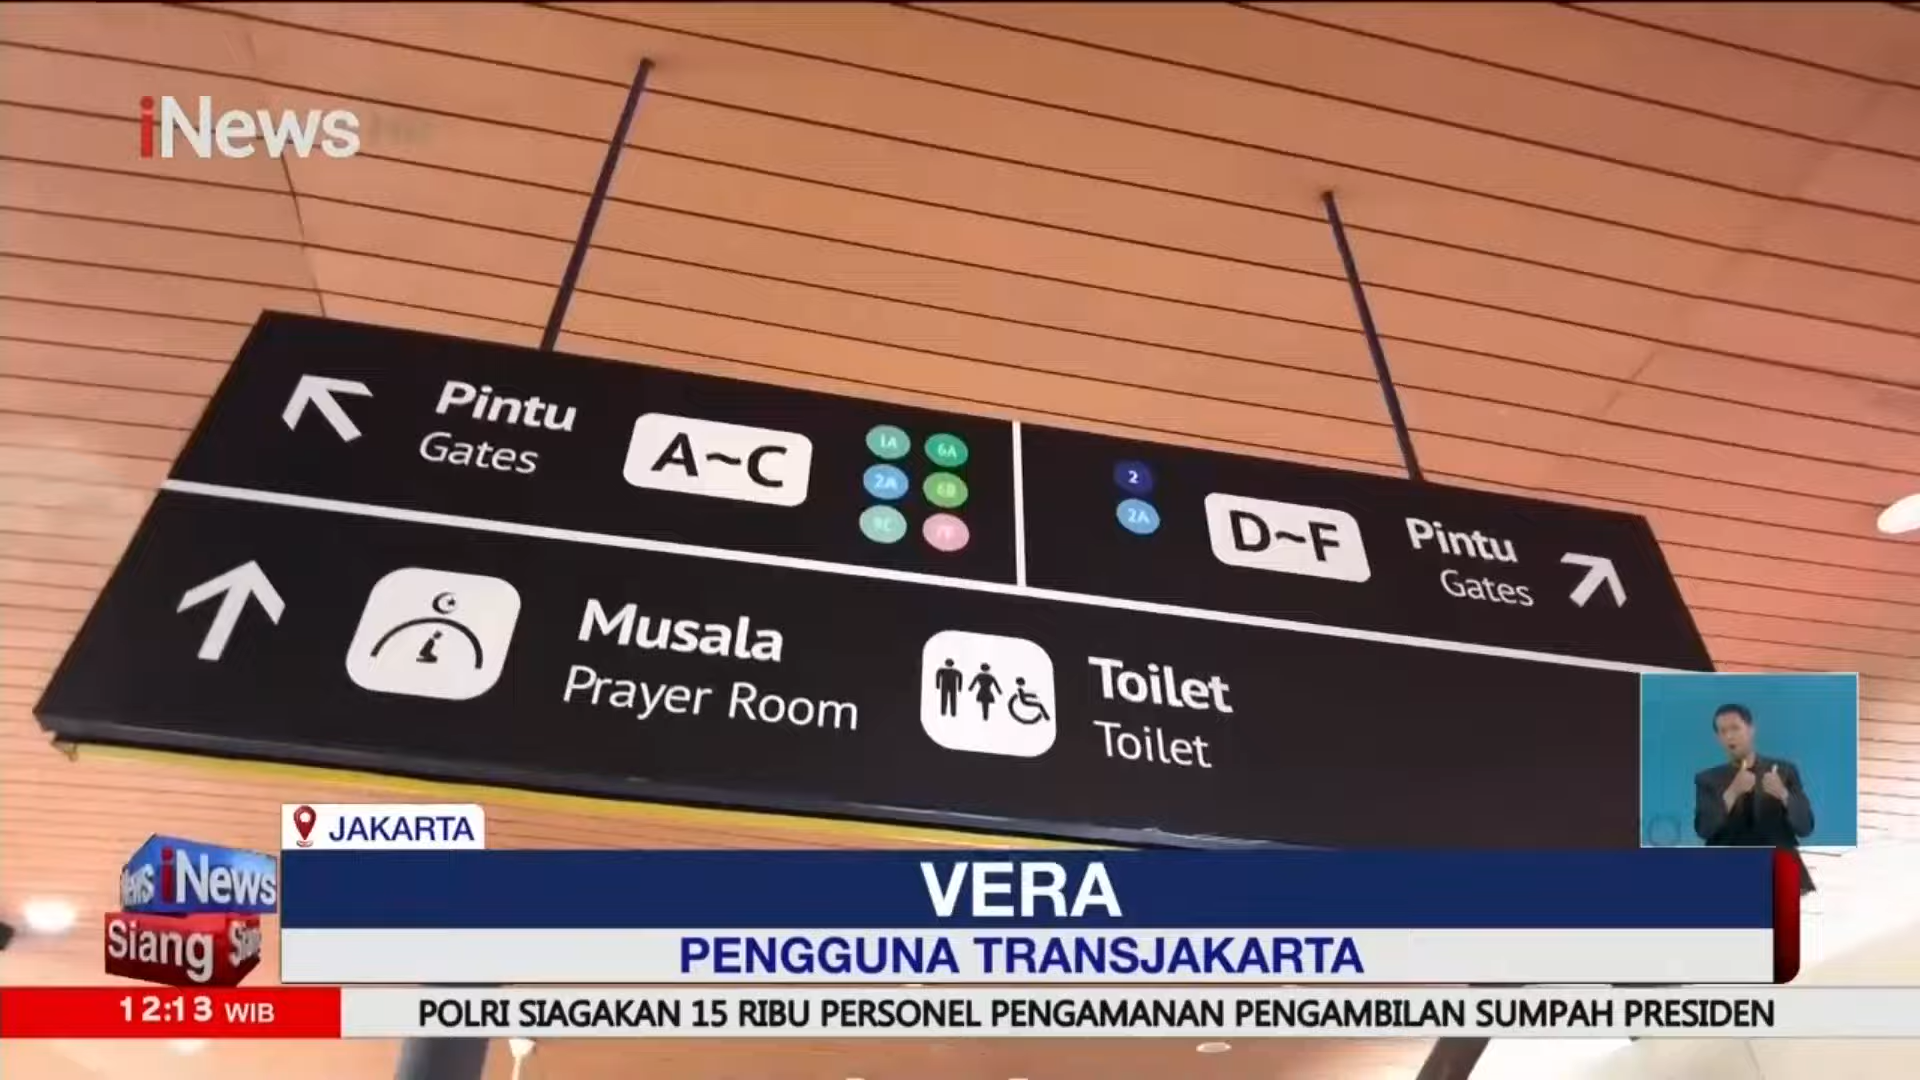 iNews
Pintu
Gates
A~C
1A
6A
2A
6B
2
2A
D~F
Pintu
Gates
Musala
Prayer Room
Toilet
Toilet
JAKARTA
iNews
Siang
VERA
PENGGUNA TRANSJAKARTA
12:13 WIB
POLRI SIAGAKAN 15 RIBU PERSONEL PENGAMANAN PENGAMBILAN SUMPAH PRESIDEN